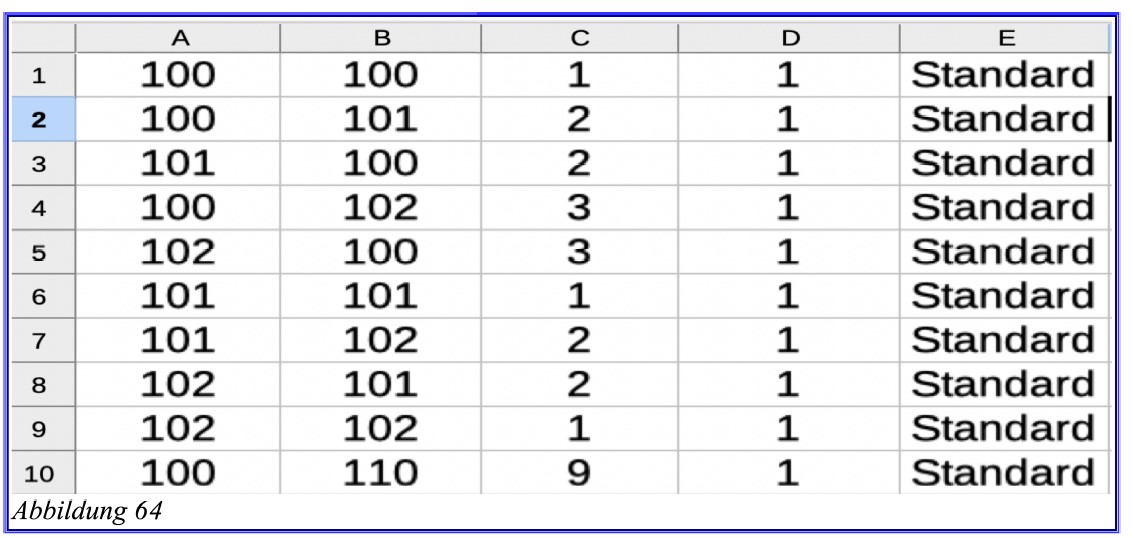 A B C D E
1 100 100 1 1 Standard
2 100 101 2 1 Standard
3 101 100 2 1 Standard
4 100 102 3 1 Standard
5 102 100 3 1 Standard
6 101 101 1 1 Standard
7 101 102 2 1 Standard
8 102 101 2 1 Standard
9 102 102 1 1 Standard
10 100 110 9 1 Standard
Abbildung 64